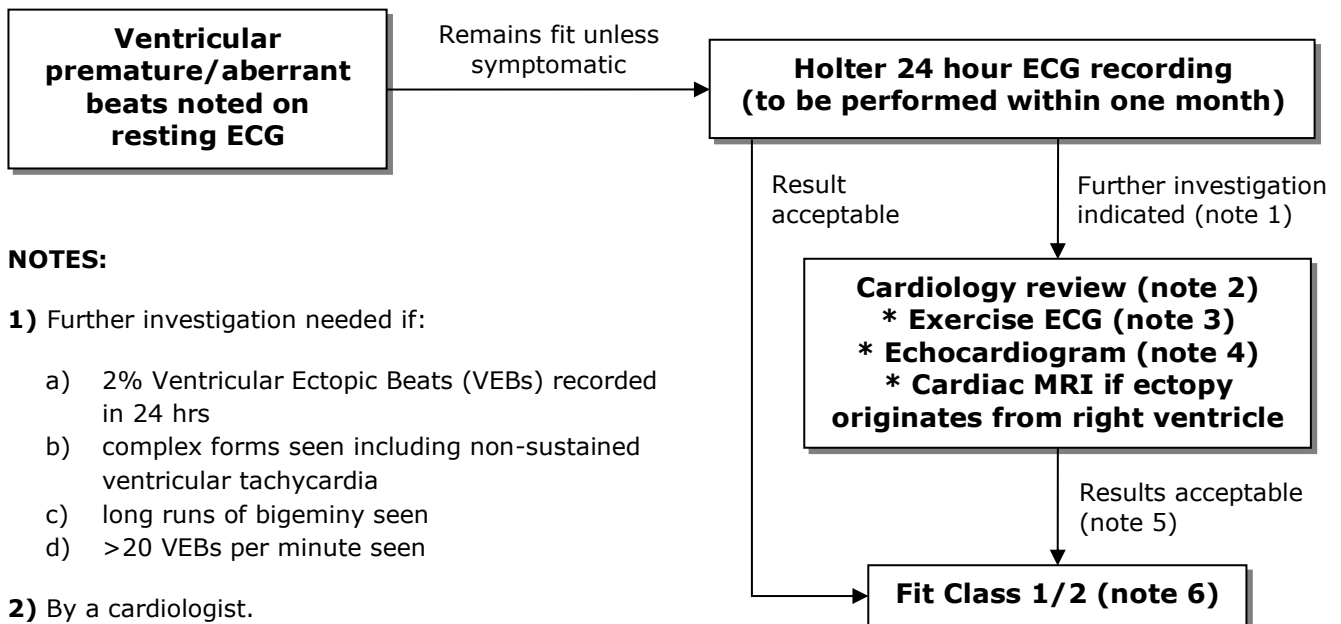 Ventricular
premature/aberrant
beats noted on
resting ECG
Remains fit unless
symptomatic
Holter 24 hour ECG recording
(to be performed within one month)
Result
acceptable
Further investigation
indicated (note 1)
Cardiology review (note 2)
* Exercise ECG (note 3)
* Echocardiogram (note 4)
* Cardiac MRI if ectopy
originates from right ventricle
Results acceptable
(note 5)
Fit Class 1/2 (note 6)
NOTES:
1) Further investigation needed if:
a) 2% Ventricular Ectopic Beats (VEBs) recorded
in 24 hrs
b) complex forms seen including non-sustained
ventricular tachycardia
c) long runs of bigeminy seen
d) >20 VEBs per minute seen
2) By a cardiologist.